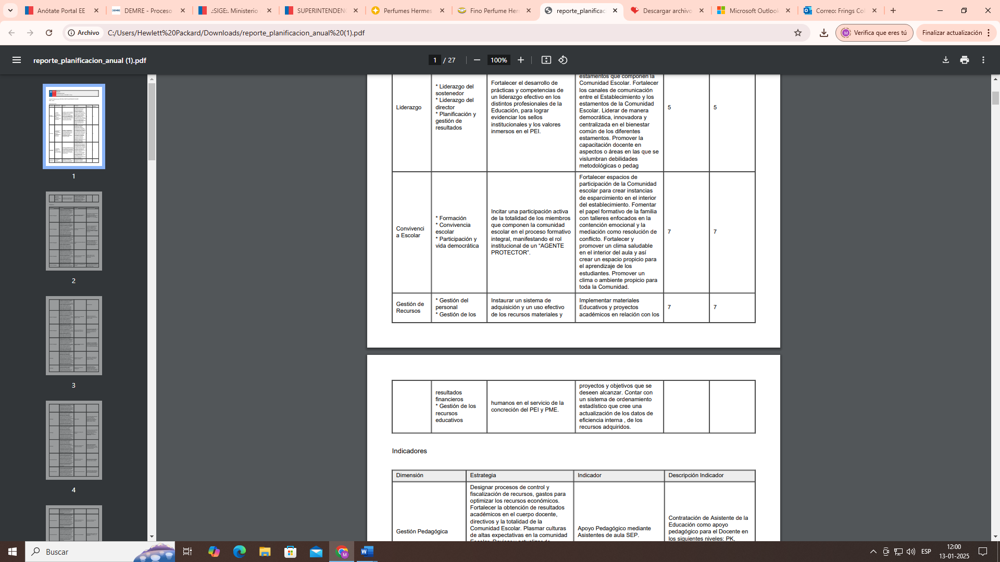 Anótate Portal EE
DEMRE - Proceso
.:SIGE:. Ministerio
SUPERINTENDEN
Perfumes Hermes
Fino Perfume Her
reporte_planificac
Descargar archivo
Microsoft Outlook
Correo: Frings Col
Archivo
C:/Users/Hewlett%20Packard/Downloads/reporte_planificacion_anual%20(1).pdf
M
Verifica que eres tú
Finalizar actualización
reporte_planificacion_anual (1).pdf
1 / 27
100%
1
2
3
4
Liderazgo
* Liderazgo del
sostenedor
* Liderazgo del
director
* Planificación y
gestión de
resultados
Fortalecer el desarrollo de
prácticas y competencias de
un liderazgo efectivo en los
distintos profesionales de la
Educación, para lograr
evidenciar los sellos
institucionales y los valores
inmersos en el PEI.
estamentos que componen la
Comunidad Escolar. Fortalecer
los canales de comunicación
entre el Establecimiento y los
estamentos de la Comunidad
Escolar. Liderar de manera
democrática, innovadora y
centralizada en el bienestar
común de los diferentes
estamentos. Promover la
capacitación docente en
aspectos o áreas en las que se
vislumbran debilidades
metodológicas o pedag
5
5
Convivenci
a Escolar
* Formación
* Convivencia
escolar
* Participación y
vida democrática
Incitar una participación activa
de la totalidad de los miembros
que componen la comunidad
escolar en el proceso formativo
integral, manifestando el rol
institucional de un “AGENTE
PROTECTOR”.
Fortalecer espacios de
participación de la Comunidad
escolar para crear instancias
de esparcimiento en el interior
del establecimiento. Fomentar
el papel formativo de la familia
con talleres enfocados en la
contención emocional y la
mediación como resolución de
conflicto. Fortalecer y
promover un clima saludable
en el interior del aula y así
crear un espacio propicio para
el aprendizaje de los
estudiantes. Promover un
clima o ambiente propicio para
toda la Comunidad.
7
7
Gestión de
Recursos
* Gestión del
personal
* Gestión de los
Instaurar un sistema de
adquisición y un uso efectivo
de los recursos materiales y
Implementar materiales
Educativos y proyectos
académicos en relación con los
7
7
resultados
financieros
* Gestión de los
recursos
educativos
humanos en el servicio de la
concreción del PEI y PME.
proyectos y objetivos que se
deseen alcanzar. Contar con
un sistema de ordenamiento
estadístico que cree una
actualización de los datos de
eficiencia interna , de los
recursos adquiridos.
Indicadores
Dimensión
Estrategia
Indicador
Descripción Indicador
Gestión Pedagógica
Designar procesos de control y
fiscalización de recursos, gastos para
optimizar los recursos económicos.
Fortalecer la obtención de resultados
académicos en el cuerpo docente,
directivos y la totalidad de la
Comunidad Escolar. Plasmar culturas
de altas expectativas en la comunidad
Escolar. Revisar y actualizar de
Apoyo Pedagógico mediante
Asistentes de aula SEP.
Contratación de Asistente de la
Educación como apoyo
pedagógico para el Docente en
los siguientes niveles: PK,
Buscar
ESP
12:00
13-01-2025